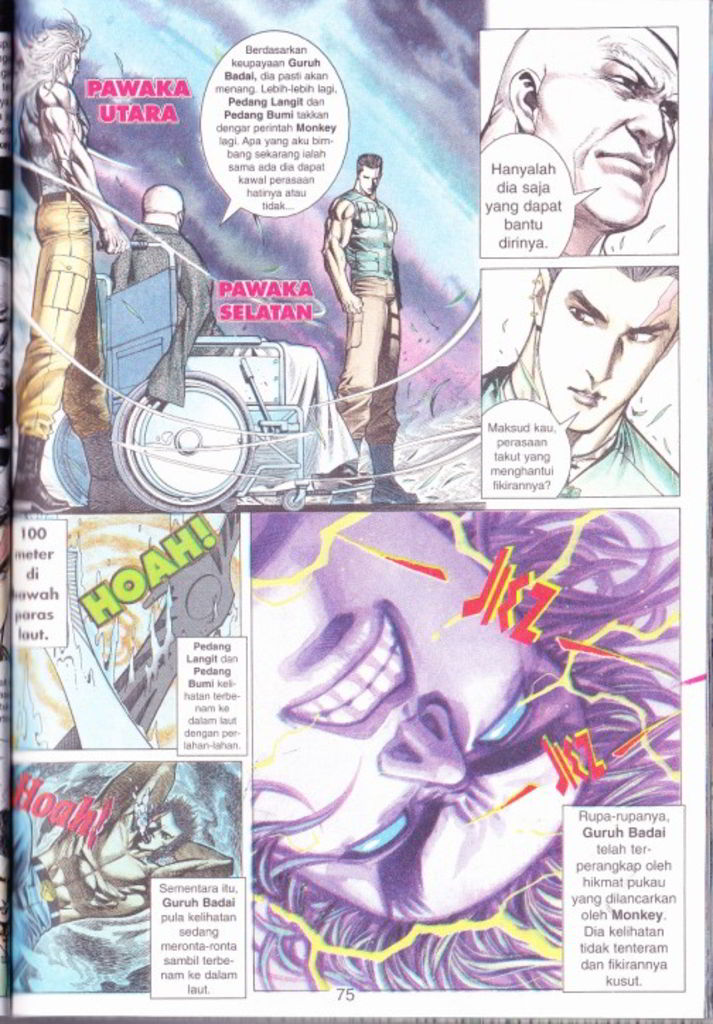 PAWAKA
UTARA
Berdasarkan
keupayaan Guruh
Badai, dia pasti akan
menang. Lebih-lebih lagi,
Pedang Langit dan
Pedang Bumi takkan
dengar perintah Monkey
lagi. Apa yang aku bim-
bang sekarang ialah
sama ada dia dapat
kawal perasaan
hatinya atau
tidak...
PAWAKA
SELATAN
Hanyalah
dia saja
yang dapat
bantu
dirinya.
Maksud kau,
perasaan
takut yang
menghantui
fikirannya?
100
meter
di
bawah
paras
laut.
HOAH!
Pedang
Langit dan
Pedang
Bumi keli-
hatan terbe-
nam ke
dalam laut
dengan per-
lahan-lahan.
Hoah!
Sementara itu,
Guruh Badai
pula kelihatan
sedang
meronta-ronta
sambil terbe-
nam ke dalam
laut.
JIEZ
JIEZ
Rupa-rupanya,
Guruh Badai
telah ter-
perangkap oleh
hikmat pukau
yang dilancarkan
oleh Monkey.
Dia kelihatan
tidak tenteram
dan fikirannya
kusut.
75